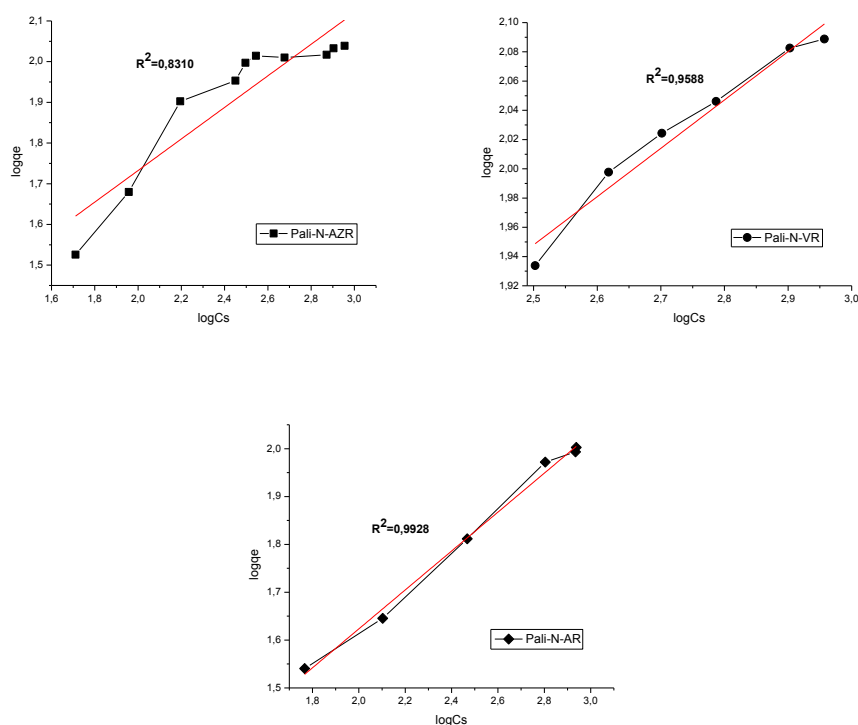 2,1
2,0
1,9
1,8
1,7
1,6
1,5
logqe
R²=0,8310
Pali-N-AZR
1,6 1,8 2,0 2,2 2,4 2,6 2,8 3,0
logCs
2,10
2,08
2,06
2,04
2,02
2,00
1,98
1,96
1,94
1,92
logqe
R²=0,9588
Pali-N-VR
2,5 2,6 2,7 2,8 2,9 3,0
logCs
2,0
1,9
1,8
1,7
1,6
1,5
logqe
R²=0,9928
Pali-N-AR
1,8 2,0 2,2 2,4 2,6 2,8 3,0
logCs